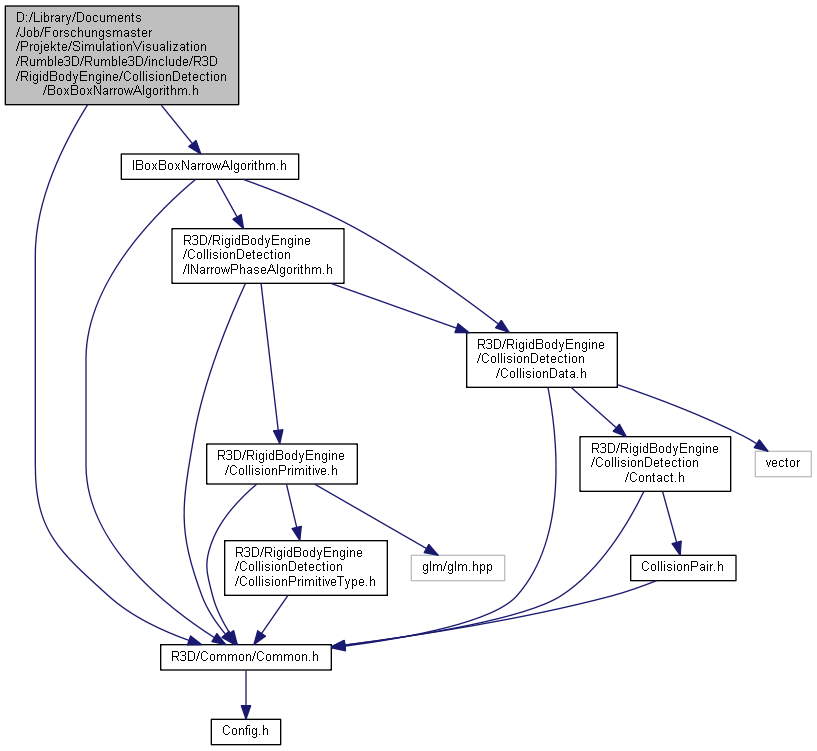 D:/Library/Documents
/Job/Forschungsmaster
/Projekte/SimulationVisualization
/Rumble3D/Rumble3D/include/R3D
/RigidBodyEngine/CollisionDetection
/BoxBoxNarrowAlgorithm.h
IBoxBoxNarrowAlgorithm.h
R3D/RigidBodyEngine
/CollisionDetection
/INarrowPhaseAlgorithm.h
R3D/RigidBodyEngine
/CollisionDetection
/CollisionData.h
R3D/RigidBodyEngine
/CollisionPrimitive.h
R3D/RigidBodyEngine
/CollisionDetection
/Contact.h
vector
R3D/RigidBodyEngine
/CollisionDetection
/CollisionPrimitiveType.h
glm/glm.hpp
CollisionPair.h
R3D/Common/Common.h
Config.h